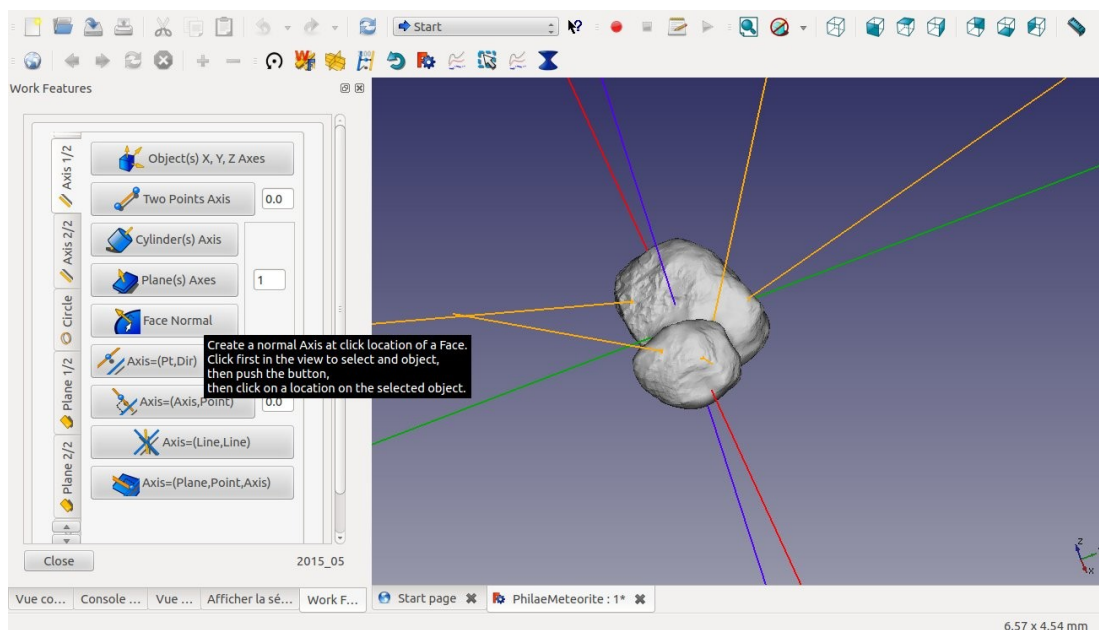 Start
Work Features
Axis 1/2
Axis 2/2
Circle
Plane 1/2
Plane 2/2
Object(s) X, Y, Z Axes
Two Points Axis
0.0
Cylinder(s) Axis
Plane(s) Axes
1
Face Normal
Create a normal Axis at click location of a Face.
Click first in the view to select and object,
then push the button,
then click on a location on the selected object.
Axis=(Pt,Dir)
Axis=(Axis,Point)
0.0
Axis=(Line,Line)
Axis=(Plane,Point,Axis)
Close
2015_05
z
x
Vue co...
Console ...
Vue ...
Afficher la sé...
Work F...
Start page
PhilaeMeteorite : 1*
6.57 x 4.54 mm